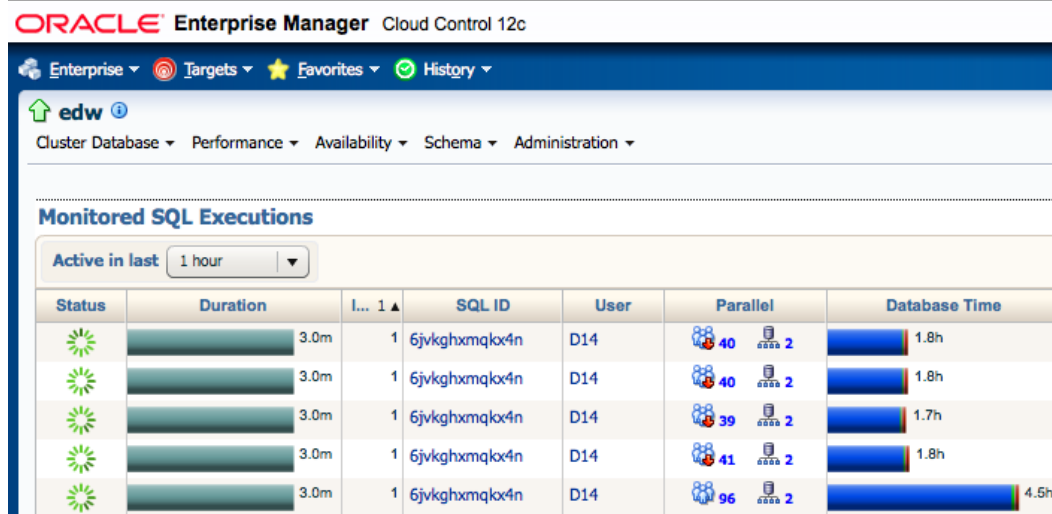 ORACLE Enterprise Manager Cloud Control 12c
Enterprise Targets Favorites History
edw
Cluster Database Performance Availability Schema Administration
Monitored SQL Executions
Active in last 1 hour
Status Duration I... 1 SQL ID User Parallel Database Time
3.0m 1 6jvkghxmqkx4n D14 40 2 1.8h
3.0m 1 6jvkghxmqkx4n D14 40 2 1.8h
3.0m 1 6jvkghxmqkx4n D14 39 2 1.7h
3.0m 1 6jvkghxmqkx4n D14 41 2 1.8h
3.0m 1 6jvkghxmqkx4n D14 96 2 4.5h